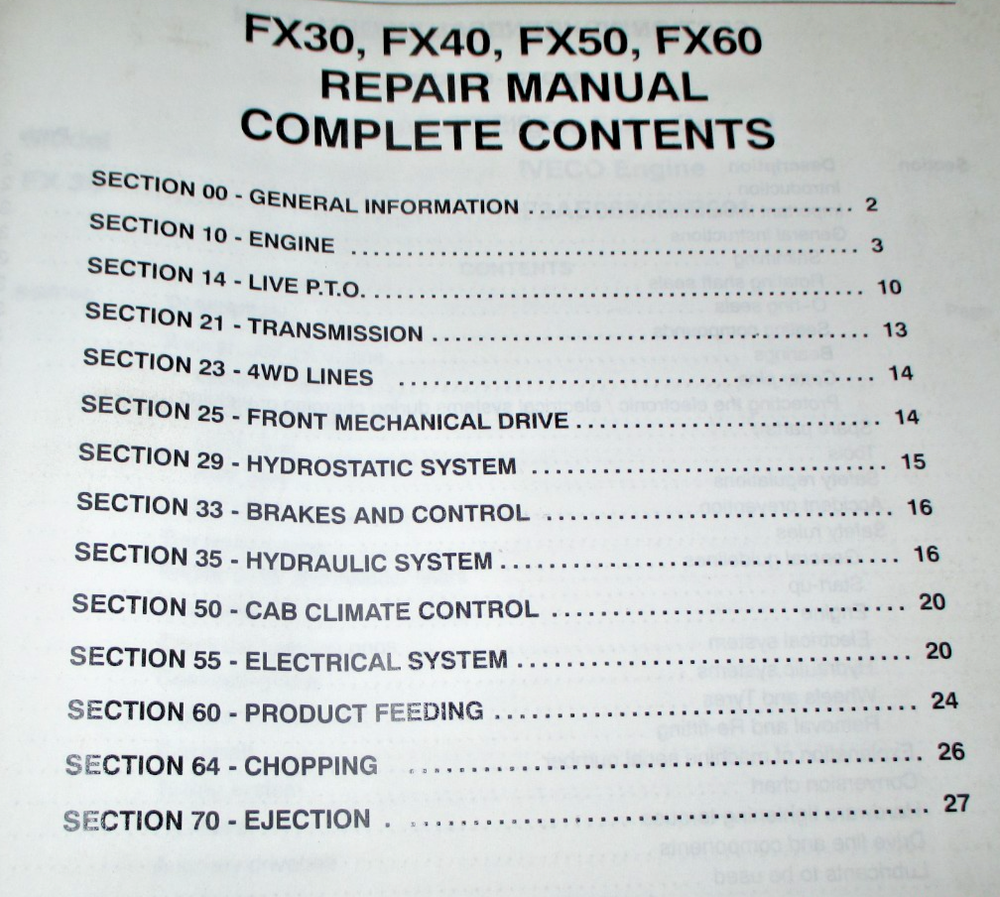 FX30, FX40, FX50, FX60
REPAIR MANUAL
COMPLETE CONTENTS
SECTION 00 - GENERAL INFORMATION ........ 2
SECTION 10 - ENGINE ........ 3
SECTION 14 - LIVE P.T.O. ........ 10
SECTION 21 - TRANSMISSION ........ 13
SECTION 23 - 4WD LINES ........ 14
SECTION 25 - FRONT MECHANICAL DRIVE ........ 14
SECTION 29 - HYDROSTATIC SYSTEM ........ 15
SECTION 33 - BRAKES AND CONTROL ........ 16
SECTION 35 - HYDRAULIC SYSTEM ........ 16
SECTION 50 - CAB CLIMATE CONTROL ........ 20
SECTION 55 - ELECTRICAL SYSTEM ........ 20
SECTION 60 - PRODUCT FEEDING ........ 24
SECTION 64 - CHOPPING ........ 26
SECTION 70 - EJECTION ........ 27